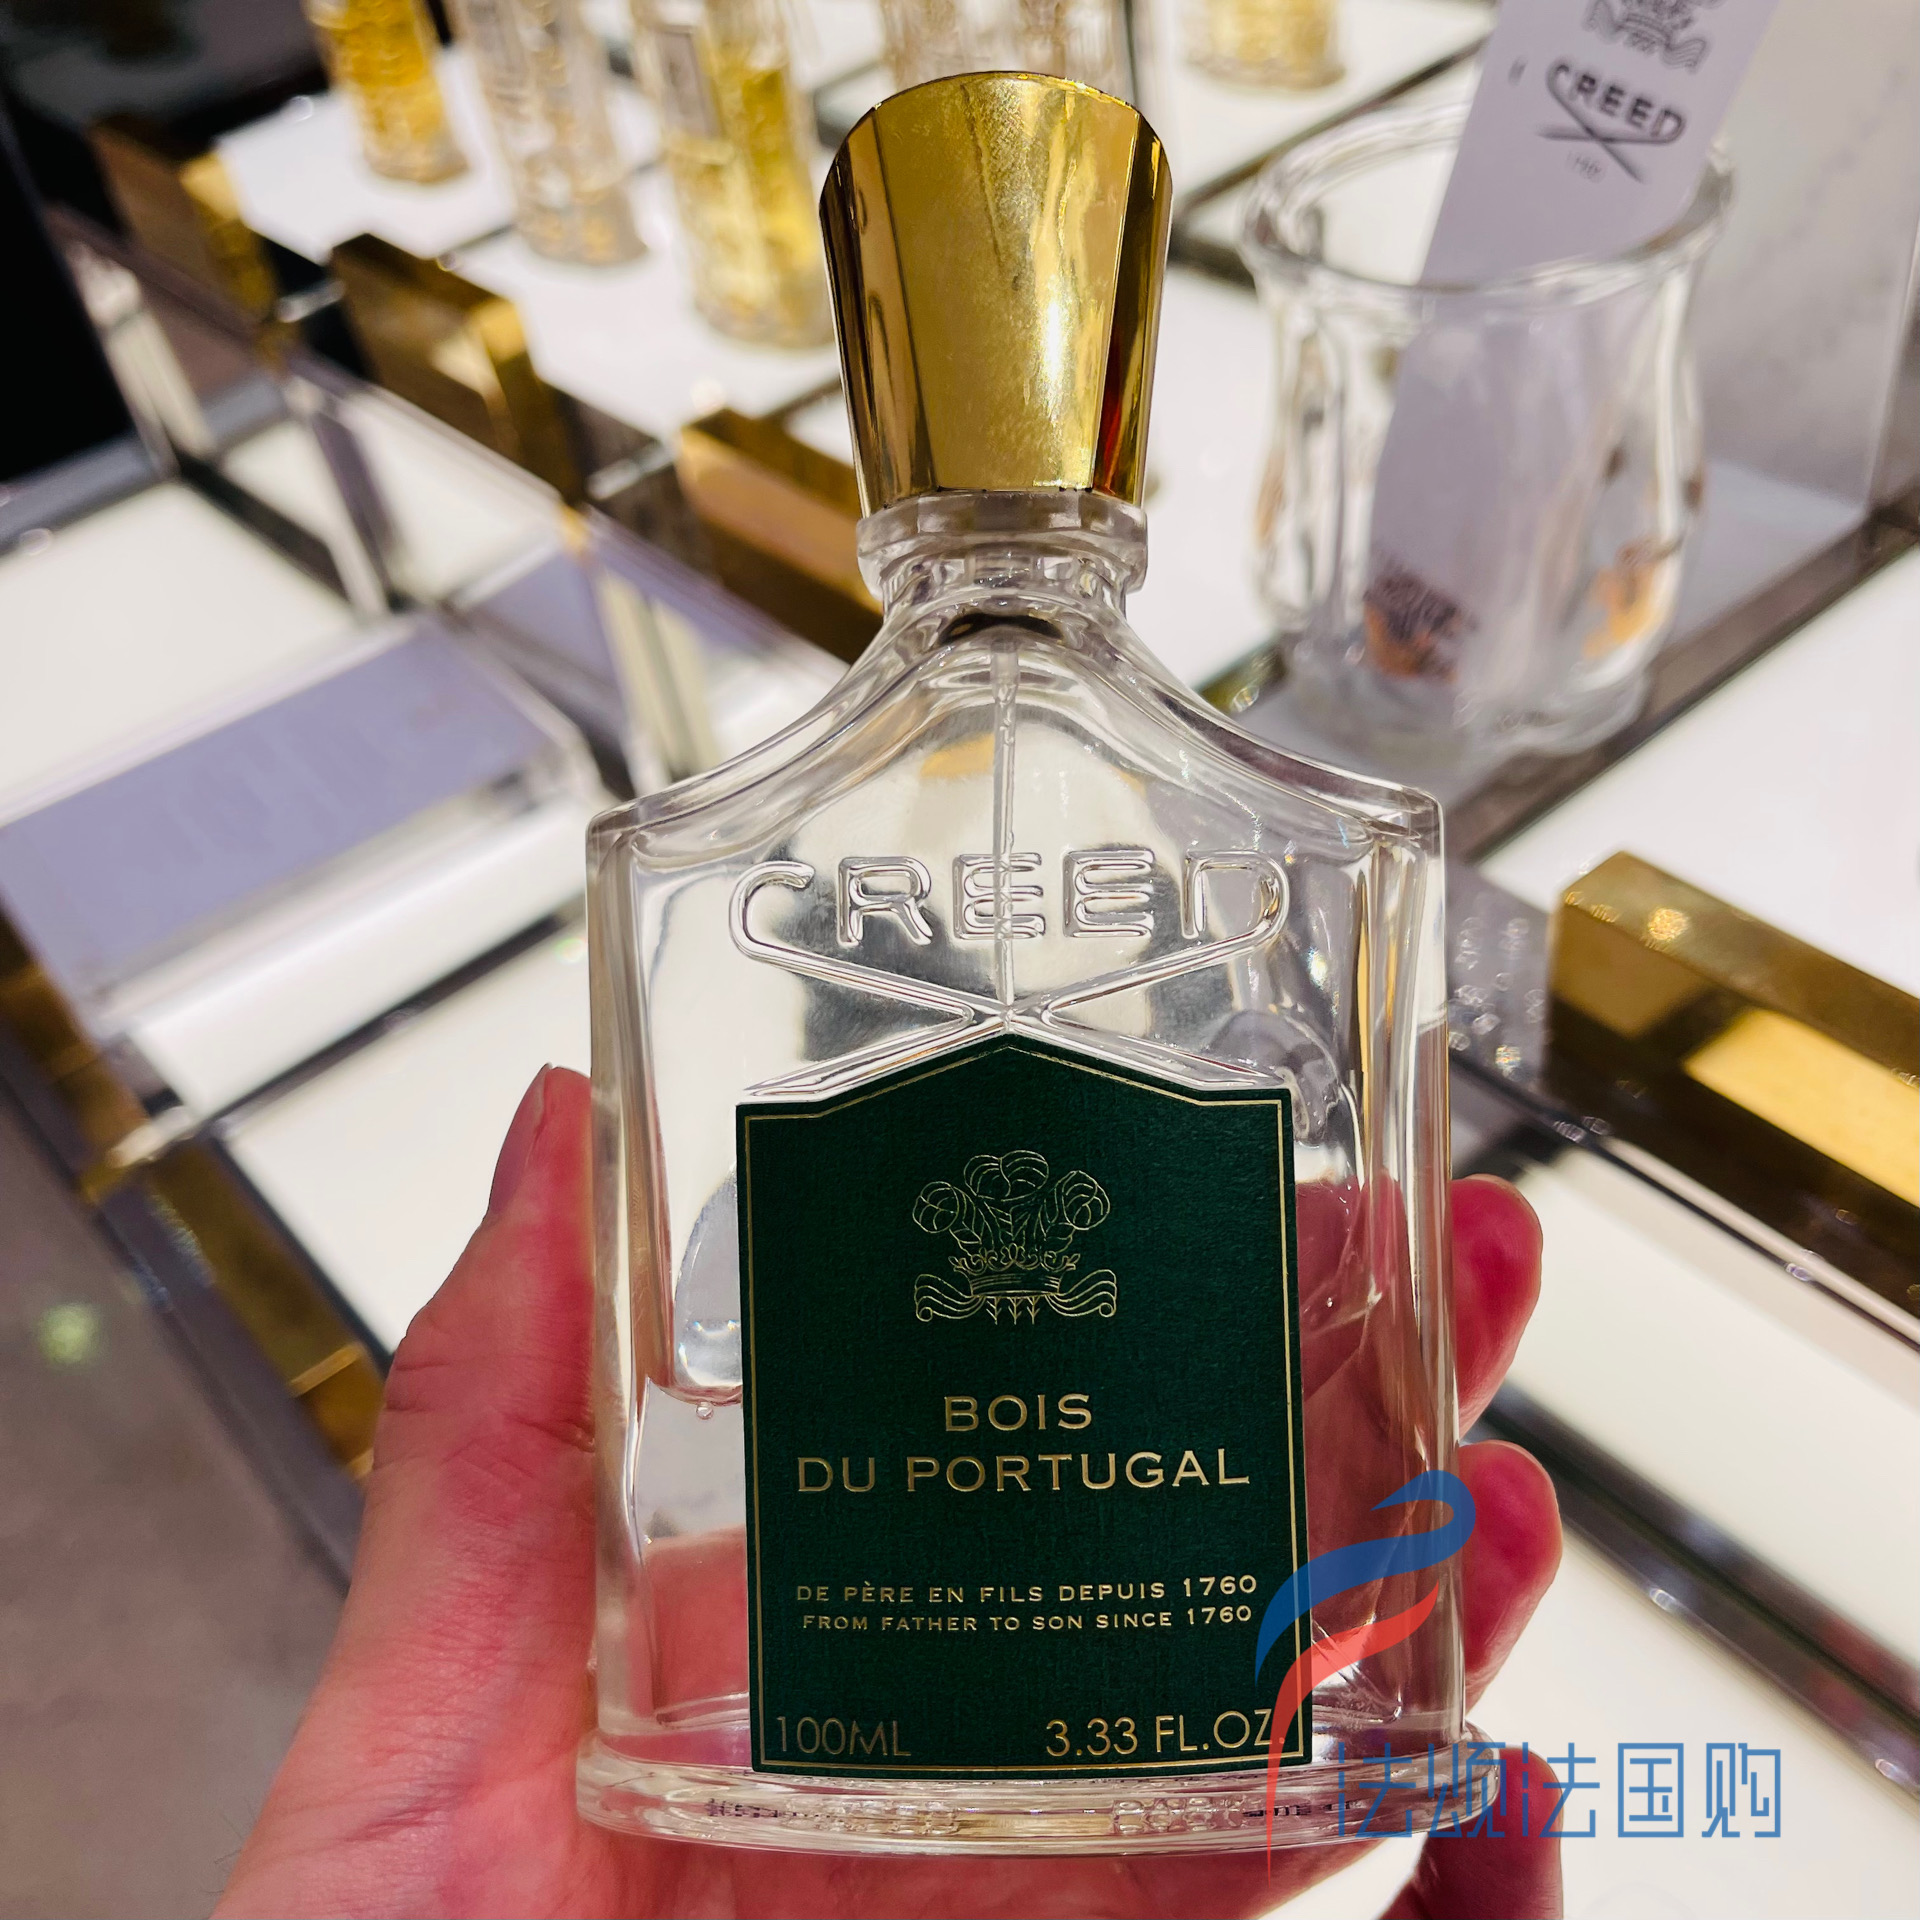 CREED
CREED
BOIS
DU PORTUGAL
DE PÈRE EN FILS DEPUIS 1760
FROM FATHER TO SON SINCE 1760
100ML 3.33 FL.OZ.
法颂法国购